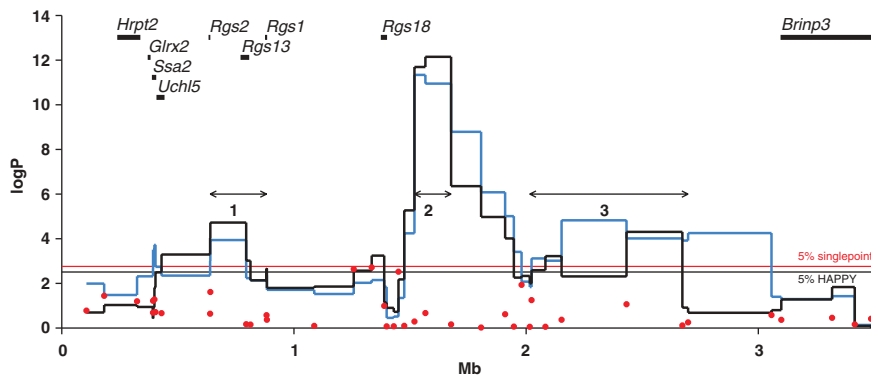 14
12
10
8
6
4
2
0
logP
Hrpt2
Glrx2
Ssa2
Uchl5
Rgs2
Rgs13
Rgs1
Rgs18
Brinp3
1
2
3
5% singlepoint
5% HAPPY
0
1
2
3
Mb